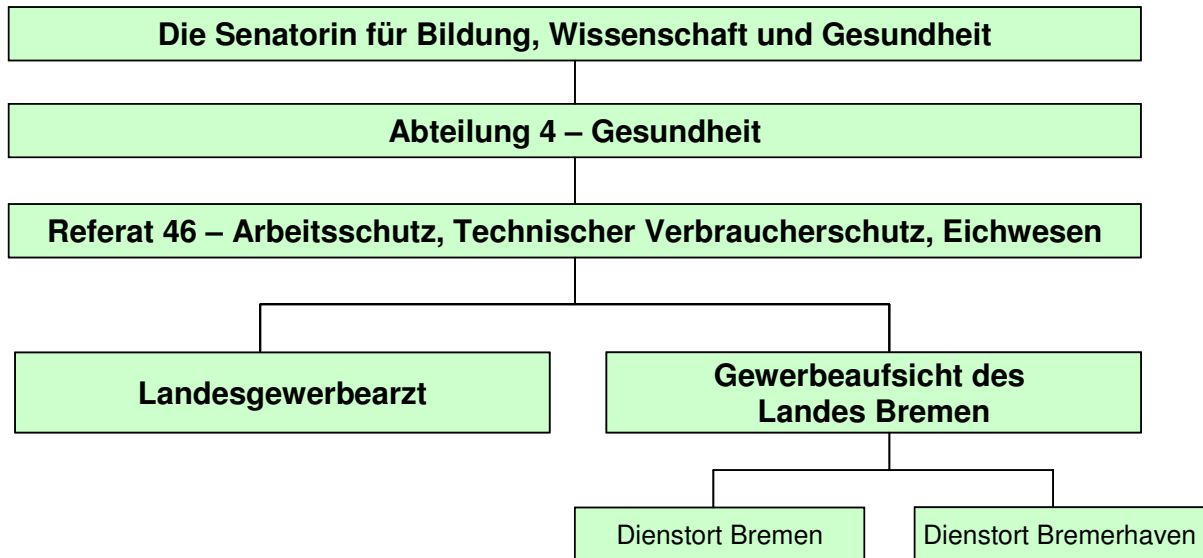 Die Senatorin für Bildung, Wissenschaft und Gesundheit
Abteilung 4 – Gesundheit
Referat 46 – Arbeitsschutz, Technischer Verbraucherschutz, Eichwesen
Landesgewerbearzt
Gewerbeaufsicht des
Landes Bremen
Dienstort Bremen
Dienstort Bremerhaven